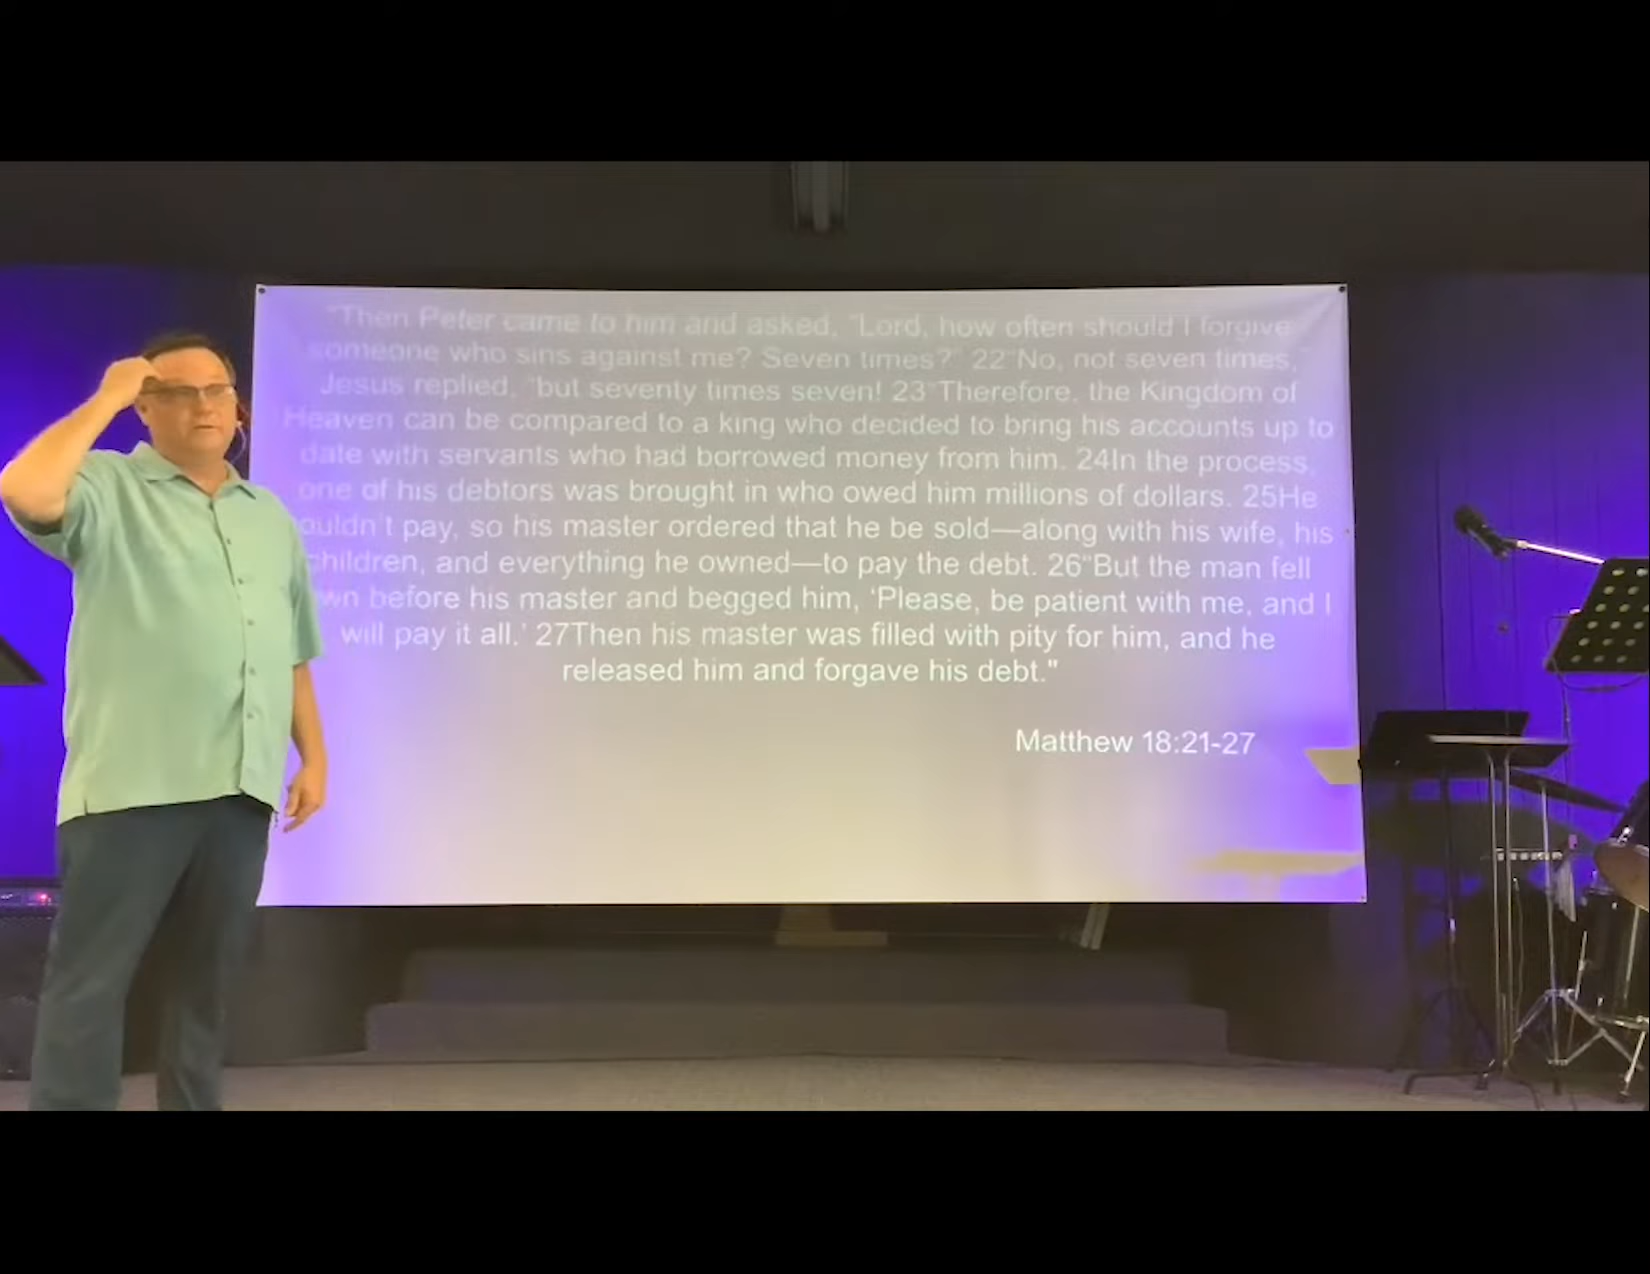 "Then Peter came to him and asked, "Lord, how often should I forgive
someone who sins against me? Seven times?" 22"No, not seven times,"
Jesus replied, "but seventy times seven! 23"Therefore, the Kingdom of
Heaven can be compared to a king who decided to bring his accounts up to
date with servants who had borrowed money from him. 24In the process,
one of his debtors was brought in who owed him millions of dollars. 25He
ouldn't pay, so his master ordered that he be sold—along with his wife, his
children, and everything he owned—to pay the debt. 26"But the man fell
wn before his master and begged him, 'Please, be patient with me, and I
will pay it all.' 27Then his master was filled with pity for him, and he
released him and forgave his debt."
Matthew 18:21-27